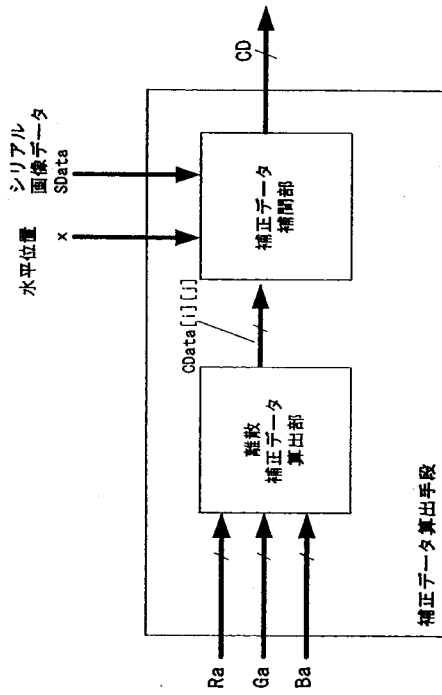 水平位置
x
シリアル
画像データ
SData
CD
補正データ
補間部
CData[i][j]
離散
補正データ
算出部
Ra
Ga
Ba
補正データ算出手段